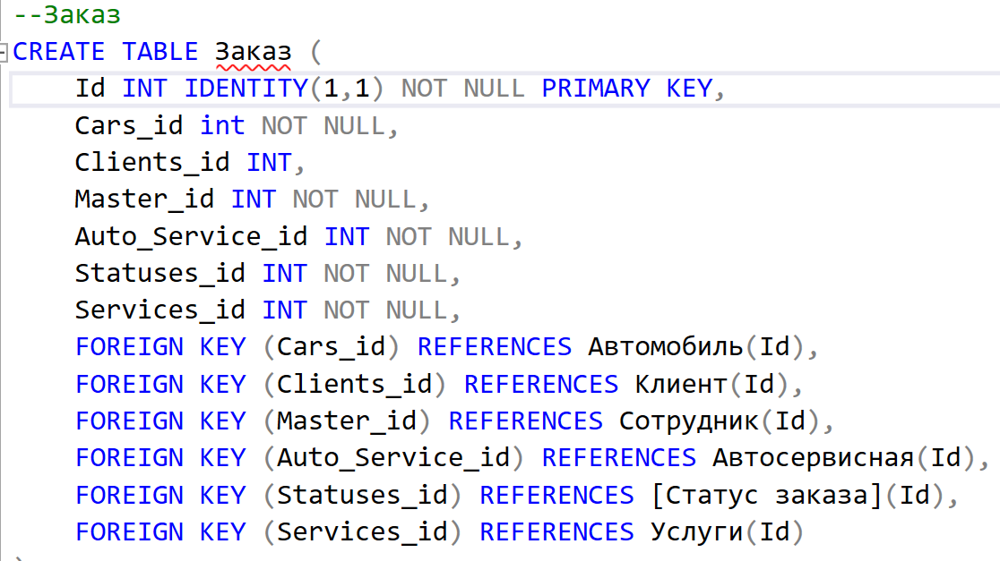 --Заказ
CREATE TABLE Заказ (
Id INT IDENTITY(1,1) NOT NULL PRIMARY KEY,
Cars_id int NOT NULL,
Clients_id INT,
Master_id INT NOT NULL,
Auto_Service_id INT NOT NULL,
Statuses_id INT NOT NULL,
Services_id INT NOT NULL,
FOREIGN KEY (Cars_id) REFERENCES Автомобиль(Id),
FOREIGN KEY (Clients_id) REFERENCES Клиент(Id),
FOREIGN KEY (Master_id) REFERENCES Сотрудник(Id),
FOREIGN KEY (Auto_Service_id) REFERENCES Автосервисная(Id),
FOREIGN KEY (Statuses_id) REFERENCES [Статус заказа](Id),
FOREIGN KEY (Services_id) REFERENCES Услуги(Id)